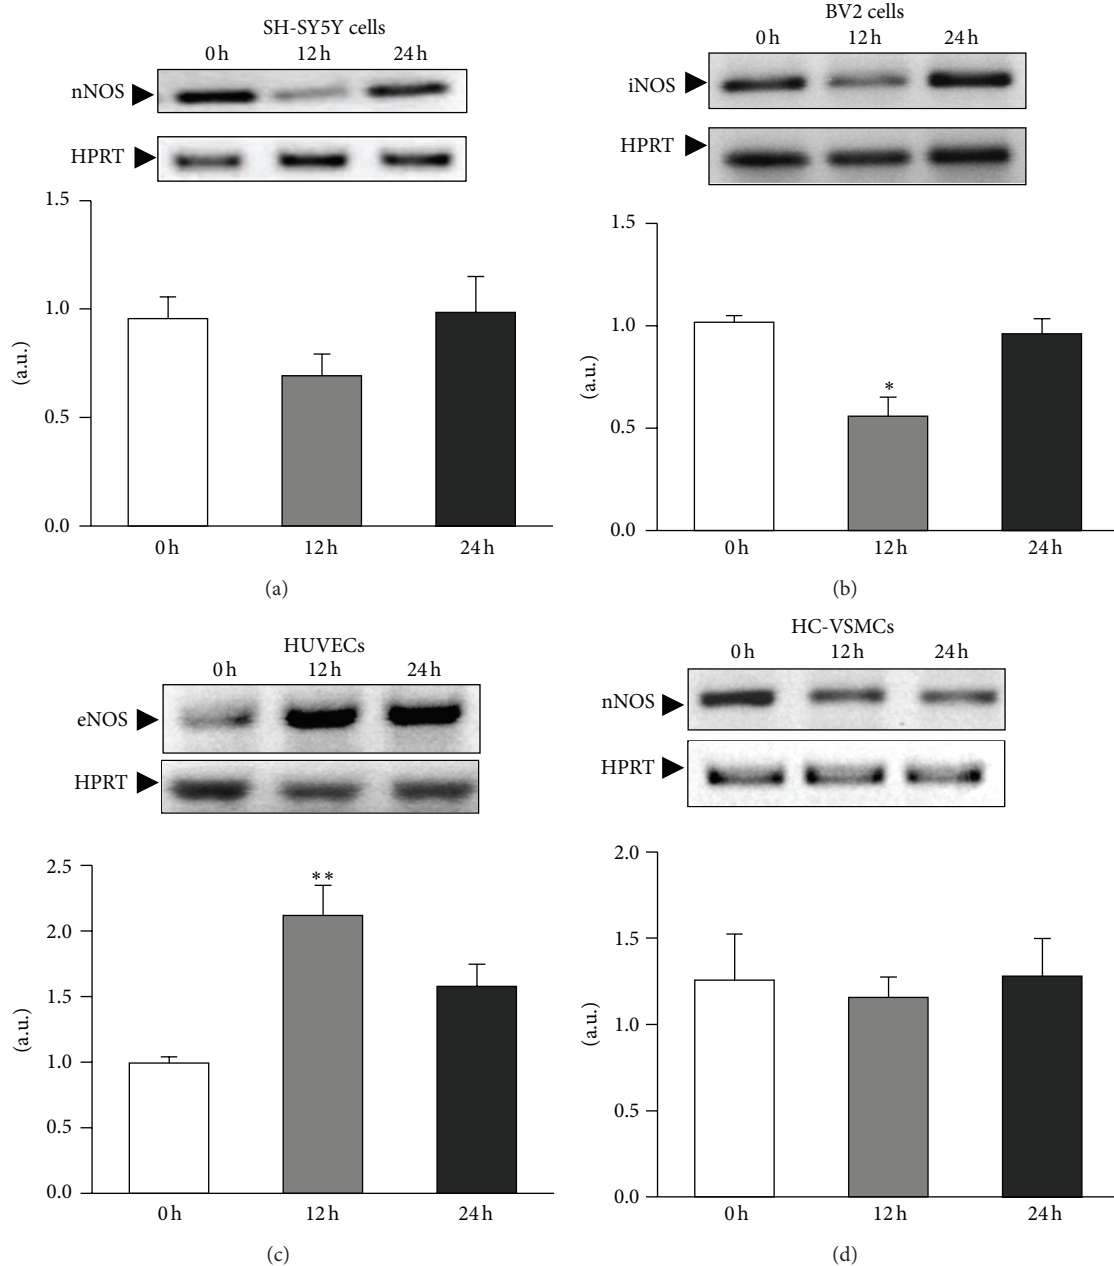 SH-SY5Y cells
0 h 12 h 24 h
nNOS
HPRT
1.5
1.0
0.5
0.0
(a.u.)
0 h 12 h 24 h
(a)
BV2 cells
0 h 12 h 24 h
iNOS
HPRT
1.5
1.0
0.5
0.0
(a.u.)
*
0 h 12 h 24 h
(b)
HUVECs
0 h 12 h 24 h
eNOS
HPRT
2.5
2.0
1.5
1.0
0.5
0.0
(a.u.)
**
0 h 12 h 24 h
(c)
HC-VSMCs
0 h 12 h 24 h
nNOS
HPRT
2.0
1.5
1.0
0.5
0.0
(a.u.)
0 h 12 h 24 h
(d)